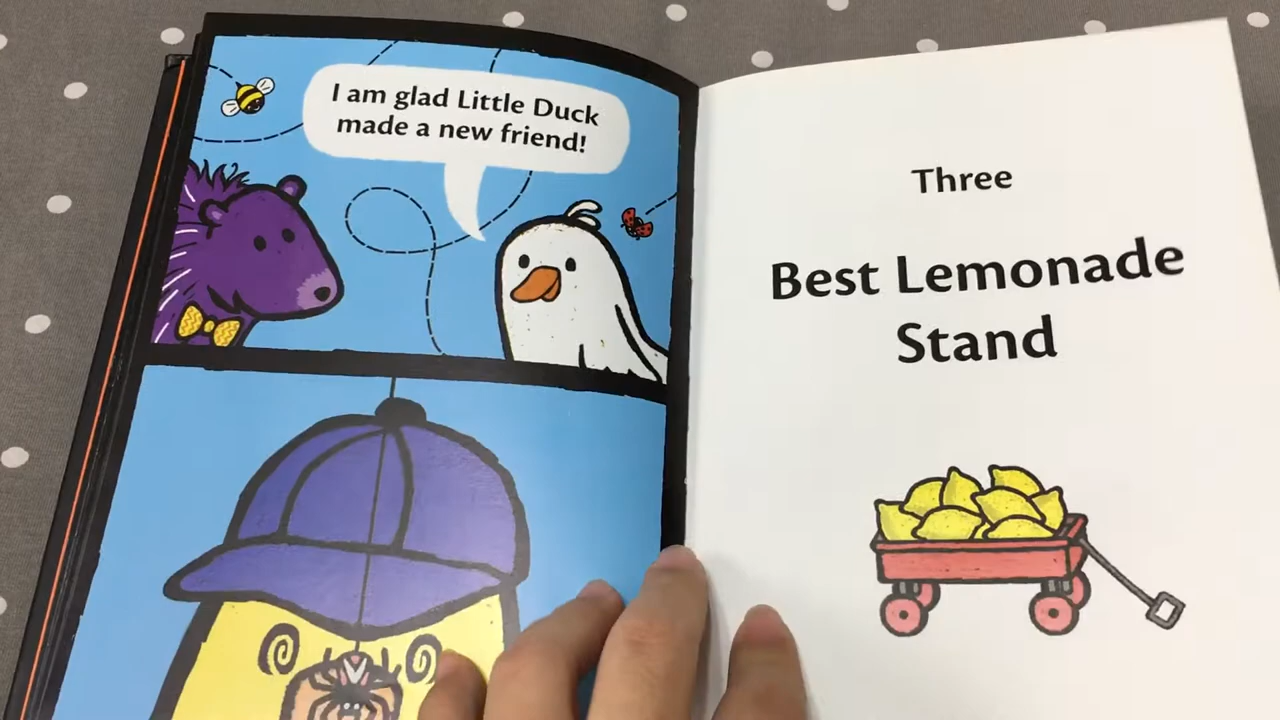 I am glad Little Duck
made a new friend!
Three
Best Lemonade
Stand